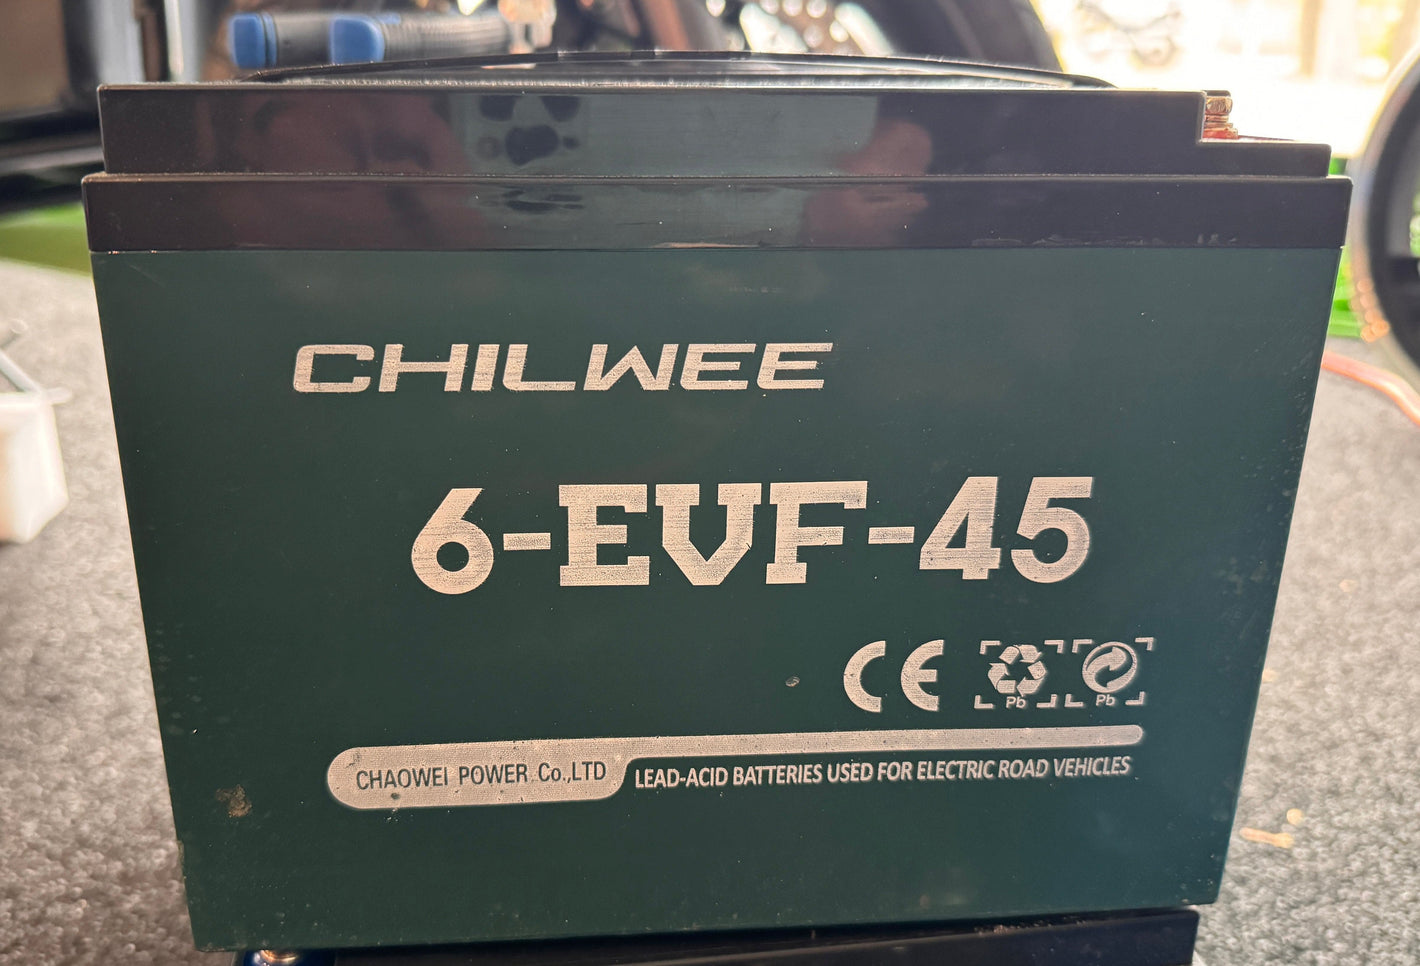 CHILWEE
6-EVF-45
CE
Pb Pb
CHAOWEI POWER Co.,LTD
LEAD-ACID BATTERIES USED FOR ELECTRIC ROAD VEHICLES